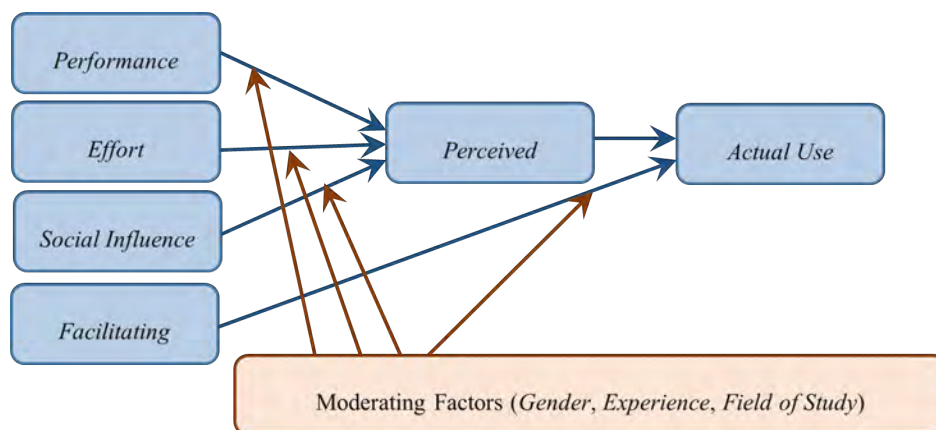 Performance
Effort
Social Influence
Facilitating
Perceived
Actual Use
Moderating Factors (Gender, Experience, Field of Study)